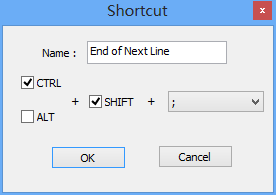 Shortcut
x
Name : End of Next Line
CTRL
+ SHIFT + ;
ALT
OK Cancel